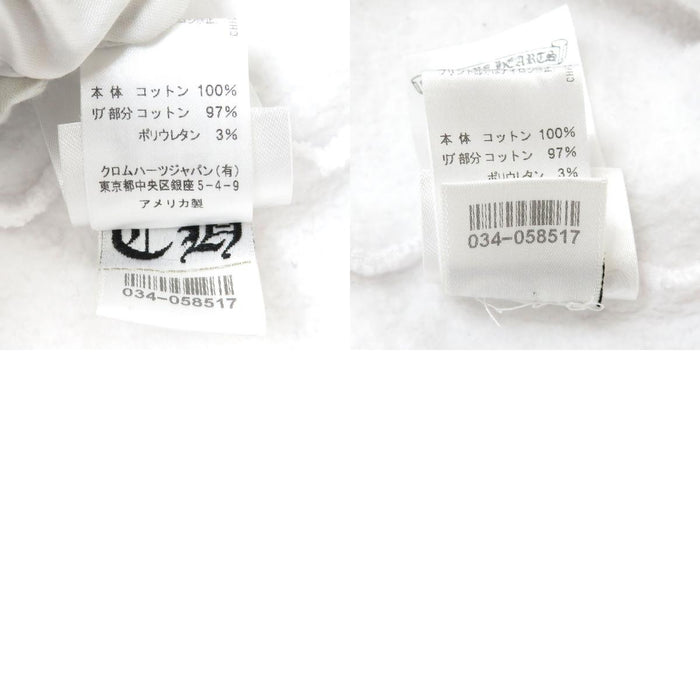 本体 コットン 100%
リブ部分コットン 97%
ポリウレタン 3%
クロムハーツジャパン(有)
東京都中央区銀座5-4-9
アメリカ製
CH
034-058517
HEARTS
本体 コットン 100%
リブ部分コットン 97%
ポリウレタン 3%
034-058517